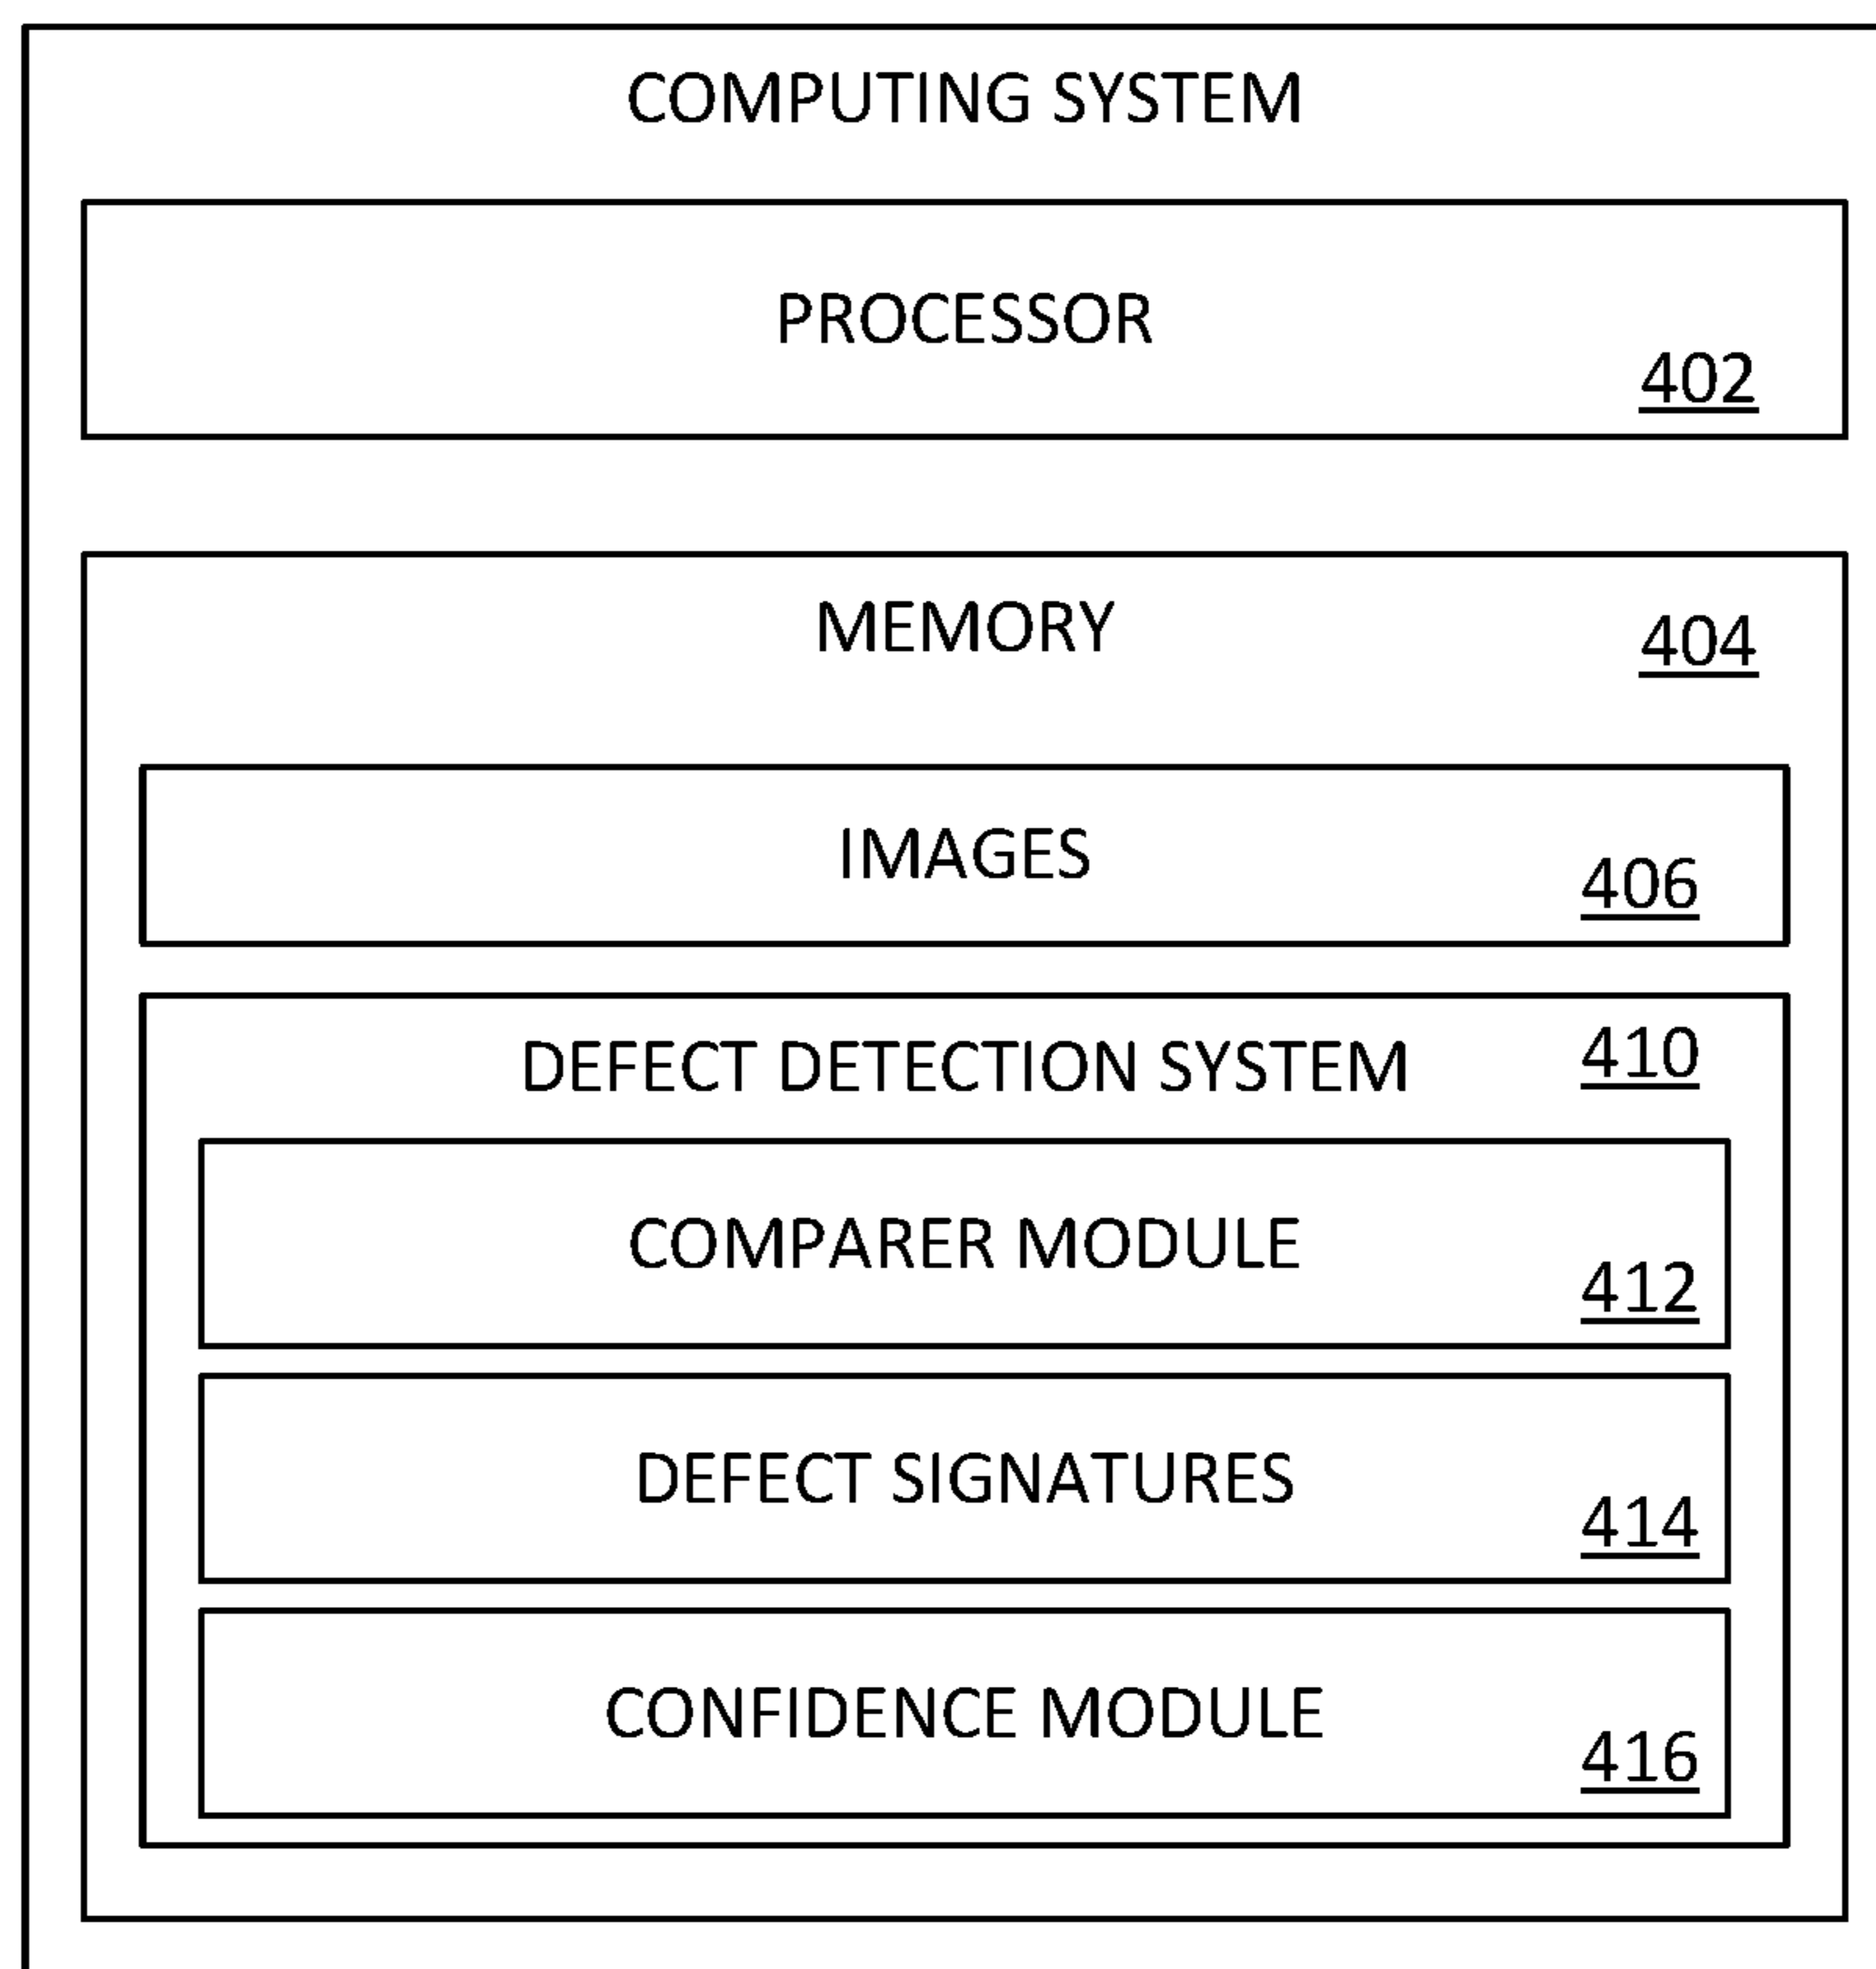 COMPUTING SYSTEM
PROCESSOR
402
MEMORY
404
IMAGES
406
DEFECT DETECTION SYSTEM
410
COMPARER MODULE
412
DEFECT SIGNATURES
414
CONFIDENCE MODULE
416